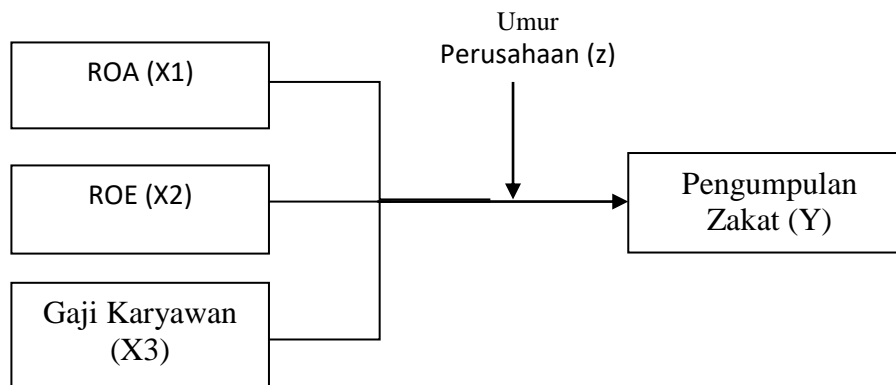 Umur
Perusahaan (z)
ROA (X1)
ROE (X2)
Pengumpulan
Zakat (Y)
Gaji Karyawan
(X3)